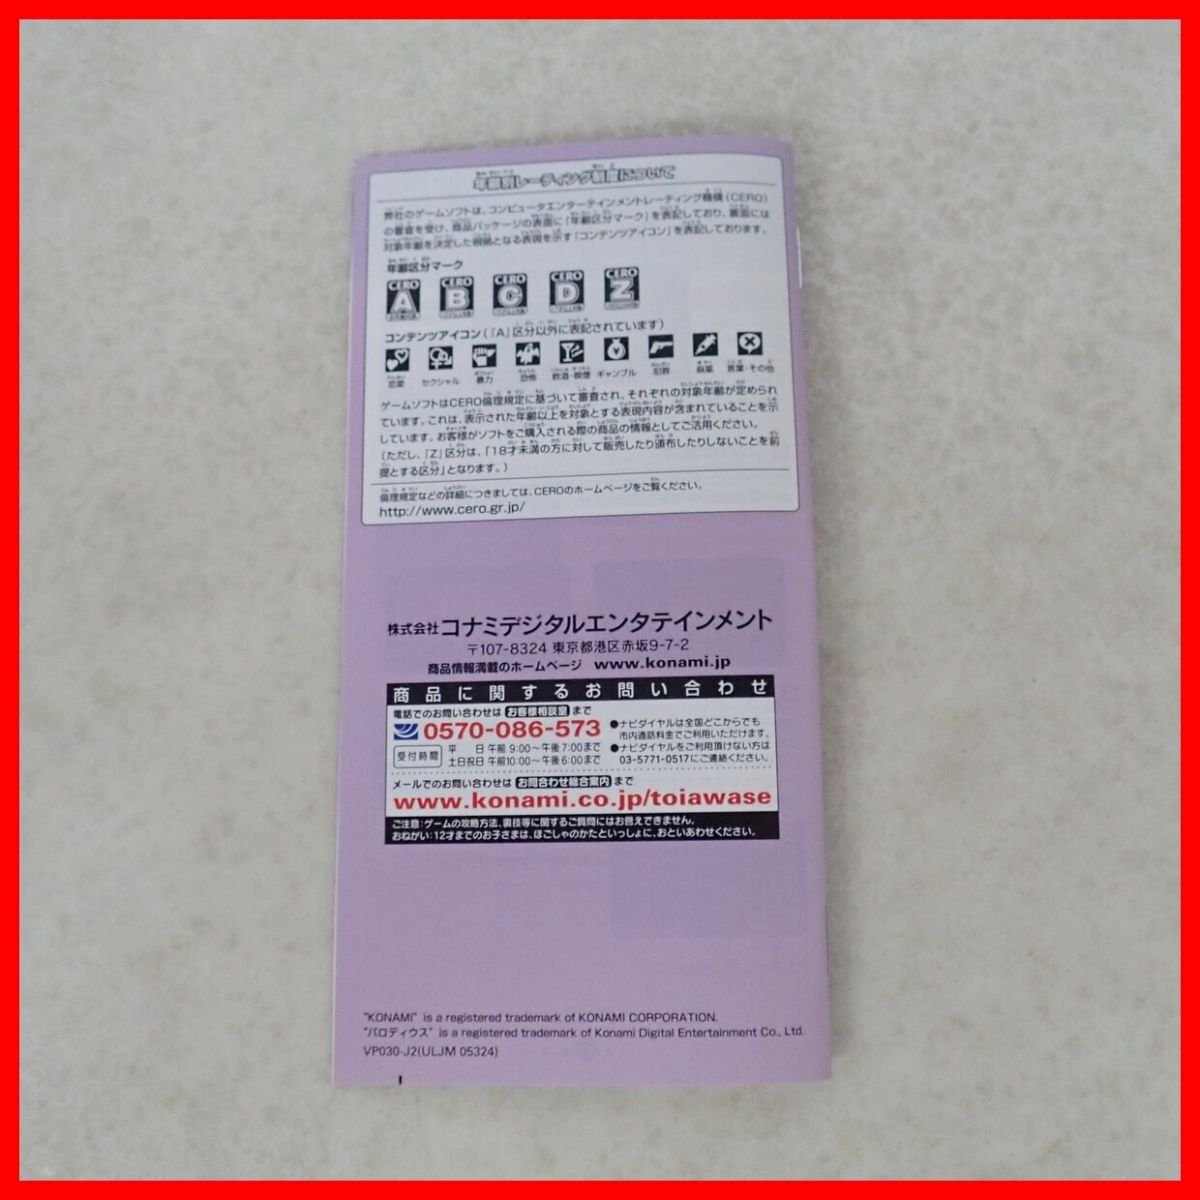 年齢別レーティング制度について
弊社のゲームソフトは、コンピュータエンターテインメントレーティング機構(CERO)
の審査を受け、商品パッケージの表面に「年齢区分マーク」を表記しており、裏面には
対象年齢を決定した根拠となる表現を示す「コンテンツアイコン」を表記しております。
年齢区分マーク
CERO CERO CERO CERO CERO
A B C D Z
コンテンツアイコン(「A」区分以外に表記されています)
恋愛 セクシャル 暴力 恐怖 飲酒・喫煙 ギャンブル 犯罪 麻薬 言葉・その他
ゲームソフトはCERO倫理規定に基づいて審査され、それぞれの対象年齢が定められ
ています。これは、表示された年齢以上を対象とする表現内容が含まれていることを示
しています。お客様がソフトをご購入される際の商品の情報としてご活用ください。
(ただし、「Z」区分は、「18才未満の方に対して販売したり頒布したりしないことを前
提とする区分」となります。)
倫理規定などの詳細につきましては、CEROのホームページをご覧ください。
http://www.cero.gr.jp/
株式会社コナミデジタルエンタテインメント
〒107-8324 東京都港区赤坂9-7-2
商品情報満載のホームページ www.konami.jp
商品に関するお問い合わせ
電話でのお問い合わせは お客様相談室 まで
0570-086-573
受付時間 平 日 午前 9:00～午後7:00まで
土日祝日 午前10:00～午後6:00まで
●ナビダイヤルは全国どこからでも
市内通話料金でご利用いただけます。
●ナビダイヤルをご利用頂けない方は
03-5771-0517にご連絡ください。
メールでのお問い合わせは お問合わせ総合案内 まで
www.konami.co.jp/toiawase
ご注意:ゲームの攻略方法、裏技等に関するご質問にはお答えできません。
おねがい:12才までのお子さまは、ほごしゃのかたといっしょに、おといあわせください。
"KONAMI" is a registered trademark of KONAMI CORPORATION.
"パロディウス" is a registered trademark of Konami Digital Entertainment Co., Ltd.
VP030-J2(ULJM 05324)